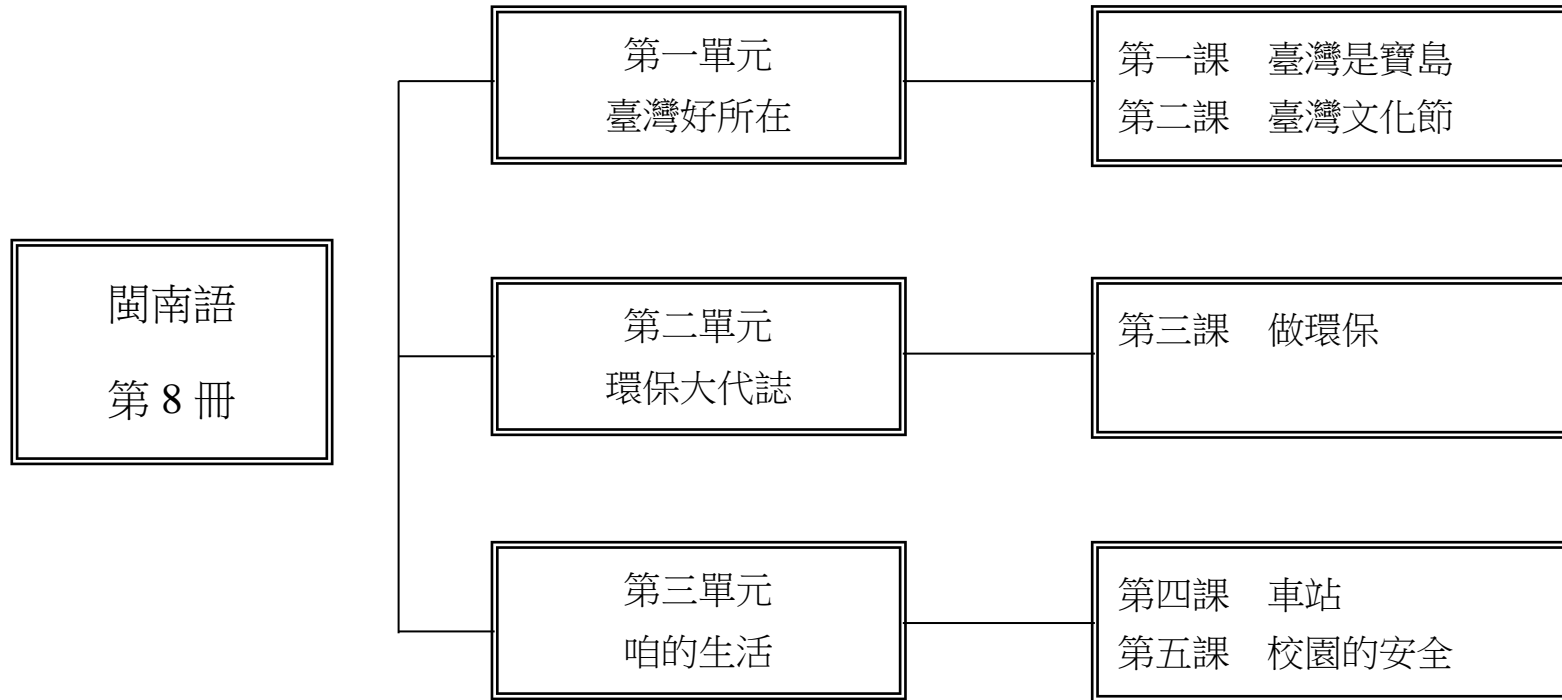 閩南語
第 8 冊
第一單元
臺灣好所在
第一課　臺灣是寶島
第二課　臺灣文化節
第二單元
環保大代誌
第三課　做環保
第三單元
咱的生活
第四課　車站
第五課　校園的安全